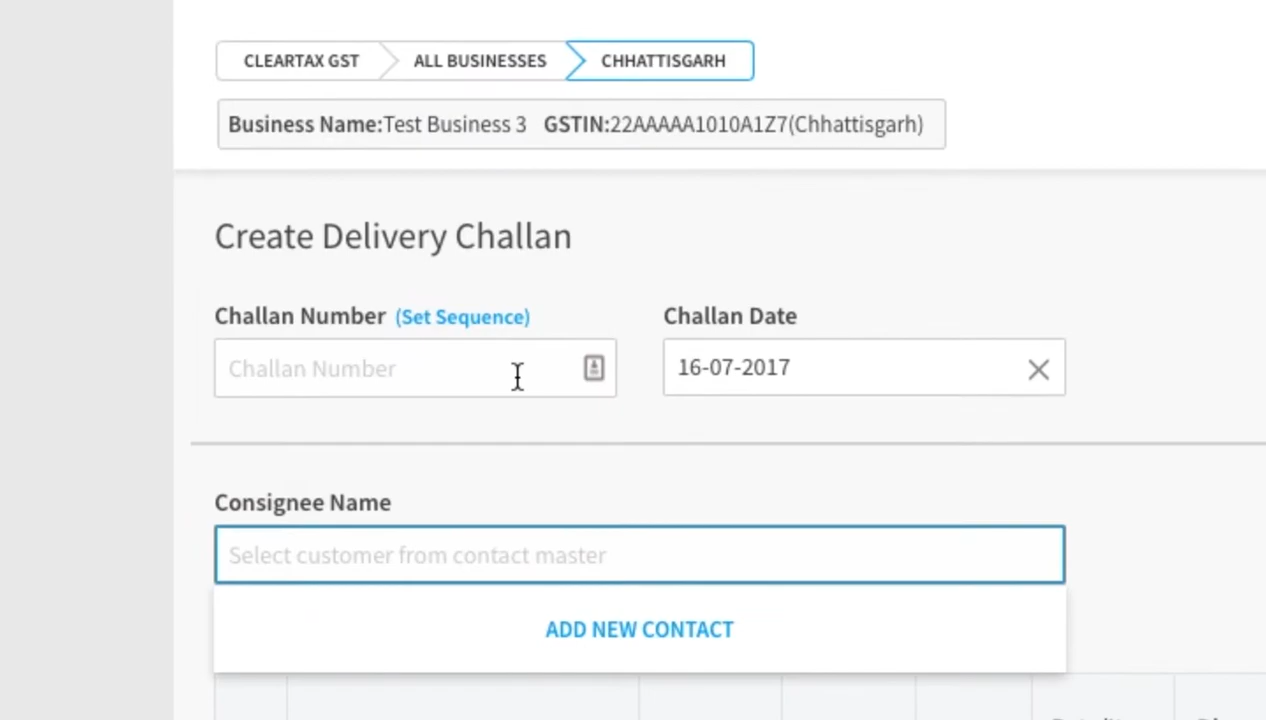 CLEARTAX GST ALL BUSINESSES CHHATTISGARH
Business Name:Test Business 3 GSTIN:22AAAAA1010A1Z7(Chhattisgarh)
Create Delivery Challan
Challan Number (Set Sequence) Challan Date
Challan Number 16-07-2017
Consignee Name
Select customer from contact master
ADD NEW CONTACT